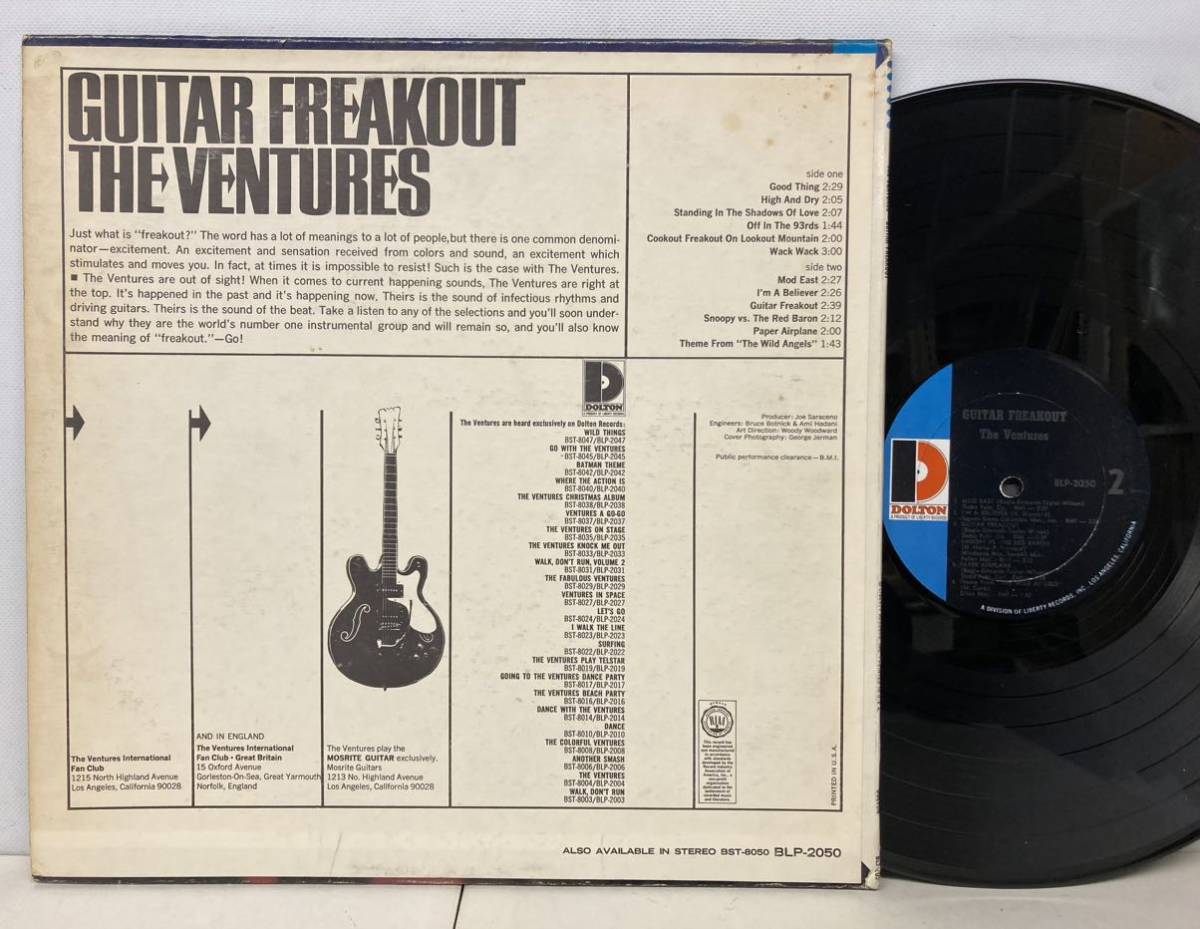 GUITAR FREAKOUT
THE VENTURES
Just what is "freakout?" The word has a lot of meanings to a lot of people,but there is one common denomi-
nator—excitement. An excitement and sensation received from colors and sound, an excitement which
stimulates and moves you. In fact, at times it is impossible to resist! Such is the case with The Ventures.
■ The Ventures are out of sight! When it comes to current happening sounds, The Ventures are right at
the top. It's happened in the past and it's happening now. Theirs is the sound of infectious rhythms and
driving guitars. Theirs is the sound of the beat. Take a listen to any of the selections and you'll soon under-
stand why they are the world's number one instrumental group and will remain so, and you'll also know
the meaning of "freakout."—Go!
side one
Good Thing 2:29
High And Dry 2:05
Standing In The Shadows Of Love 2:07
Off In The 93rds 1:44
Cookout Freakout On Lookout Mountain 2:00
Wack Wack 3:00
side two
Mod East 2:27
I'm A Believer 2:26
Guitar Freakout 2:39
Snoopy vs. The Red Baron 2:12
Paper Airplane 2:00
Theme From "The Wild Angels" 1:43
The Ventures International
Fan Club
1215 North Highland Avenue
Los Angeles, California 90028
AND IN ENGLAND
The Ventures International
Fan Club • Great Britain
15 Oxford Avenue
Gorleston-On-Sea, Great Yarmouth
Norfolk, England
The Ventures play the
MOSRITE GUITAR exclusively.
Mosrite Guitars
1213 No. Highland Avenue
Los Angeles, California 90028
DOLTON
A PRODUCT OF LIBERTY RECORDS
The Ventures are heard exclusively on Dolton Records:
WILD THINGS
BST-8047/BLP-2047
GO WITH THE VENTURES
BST-8045/BLP-2045
BATMAN THEME
BST-8042/BLP-2042
WHERE THE ACTION IS
BST-8040/BLP-2040
THE VENTURES CHRISTMAS ALBUM
BST-8038/BLP-2038
VENTURES A GO-GO
BST-8037/BLP-2037
THE VENTURES ON STAGE
BST-8035/BLP-2035
THE VENTURES KNOCK ME OUT
BST-8033/BLP-2033
WALK, DON'T RUN, VOLUME 2
BST-8031/BLP-2031
THE FABULOUS VENTURES
BST-8029/BLP-2029
VENTURES IN SPACE
BST-8027/BLP-2027
LET'S GO
BST-8024/BLP-2024
I WALK THE LINE
BST-8023/BLP-2023
SURFING
BST-8022/BLP-2022
THE VENTURES PLAY TELSTAR
BST-8019/BLP-2019
GOING TO THE VENTURES DANCE PARTY
BST-8017/BLP-2017
THE VENTURES BEACH PARTY
BST-8016/BLP-2016
DANCE WITH THE VENTURES
BST-8014/BLP-2014
DANCE
BST-8010/BLP-2010
THE COLORFUL VENTURES
BST-8008/BLP-2008
ANOTHER SMASH
BST-8006/BLP-2006
THE VENTURES
BST-8004/BLP-2004
WALK, DON'T RUN
BST-8003/BLP-2003
Producer: Joe Saraceno
Engineers: Bruce Botnick & Ami Hadani
Art Direction: Woody Woodward
Cover Photography: George Jerman
Public performance clearance—B.M.I.
RIAA
PRINTED IN U.S.A.
ALSO AVAILABLE IN STEREO BST-8050 BLP-2050
GUITAR FREAKOUT
The Ventures
BLP-2050
2
DOLTON
A PRODUCT OF LIBERTY RECORDS
A DIVISION OF LIBERTY RECORDS, INC. LOS ANGELES, CALIFORNIA